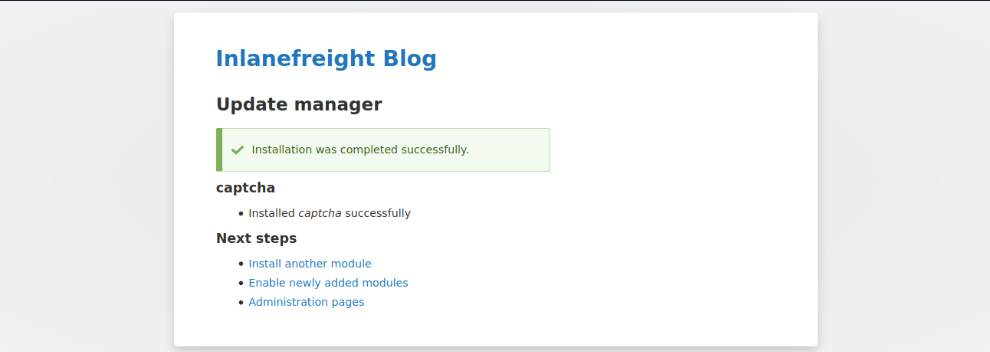 Inlanefreight Blog
Update manager
Installation was completed successfully.
captcha
Installed captcha successfully
Next steps
Install another module
Enable newly added modules
Administration pages